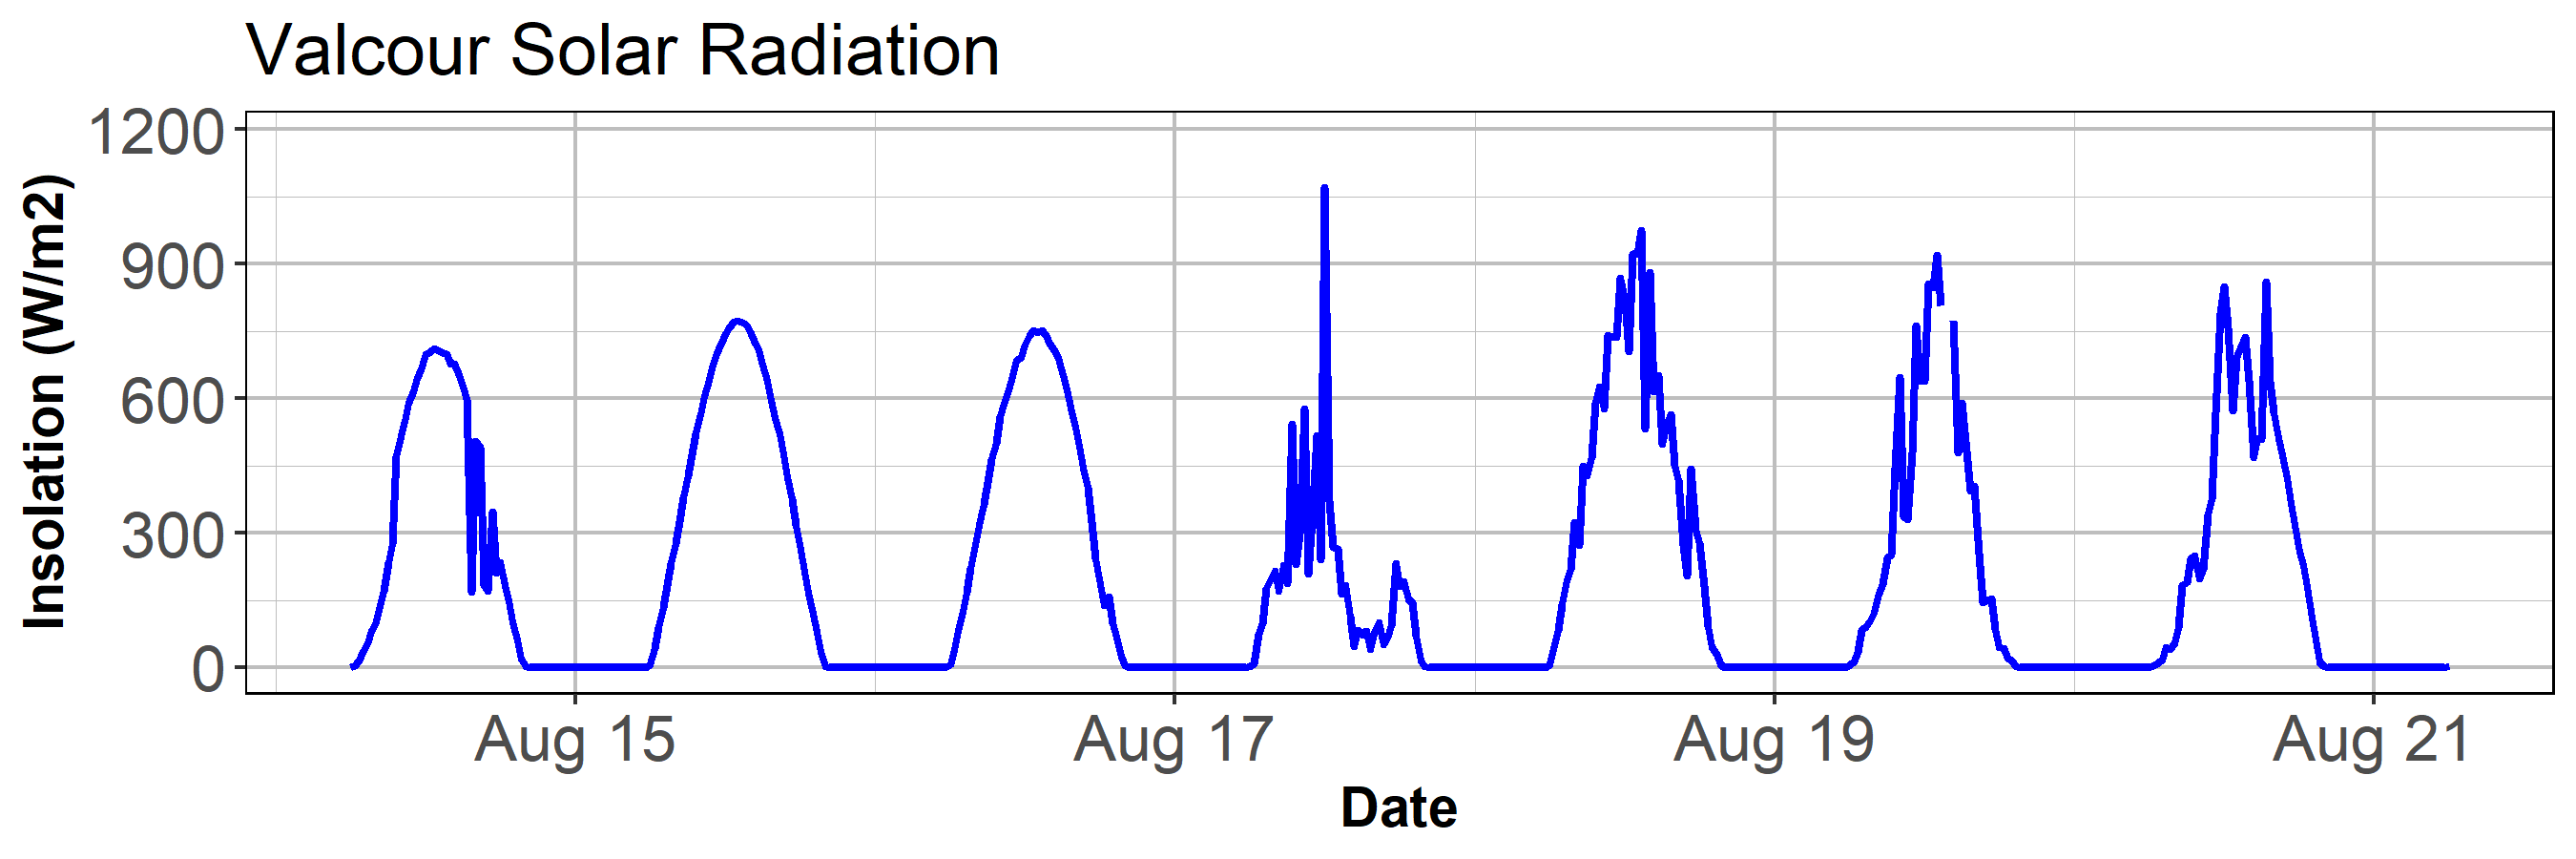 Valcour Solar Radiation
1200
900
600
300
0
Insolation (W/m2)
Aug 15 Aug 17 Aug 19 Aug 21
Date